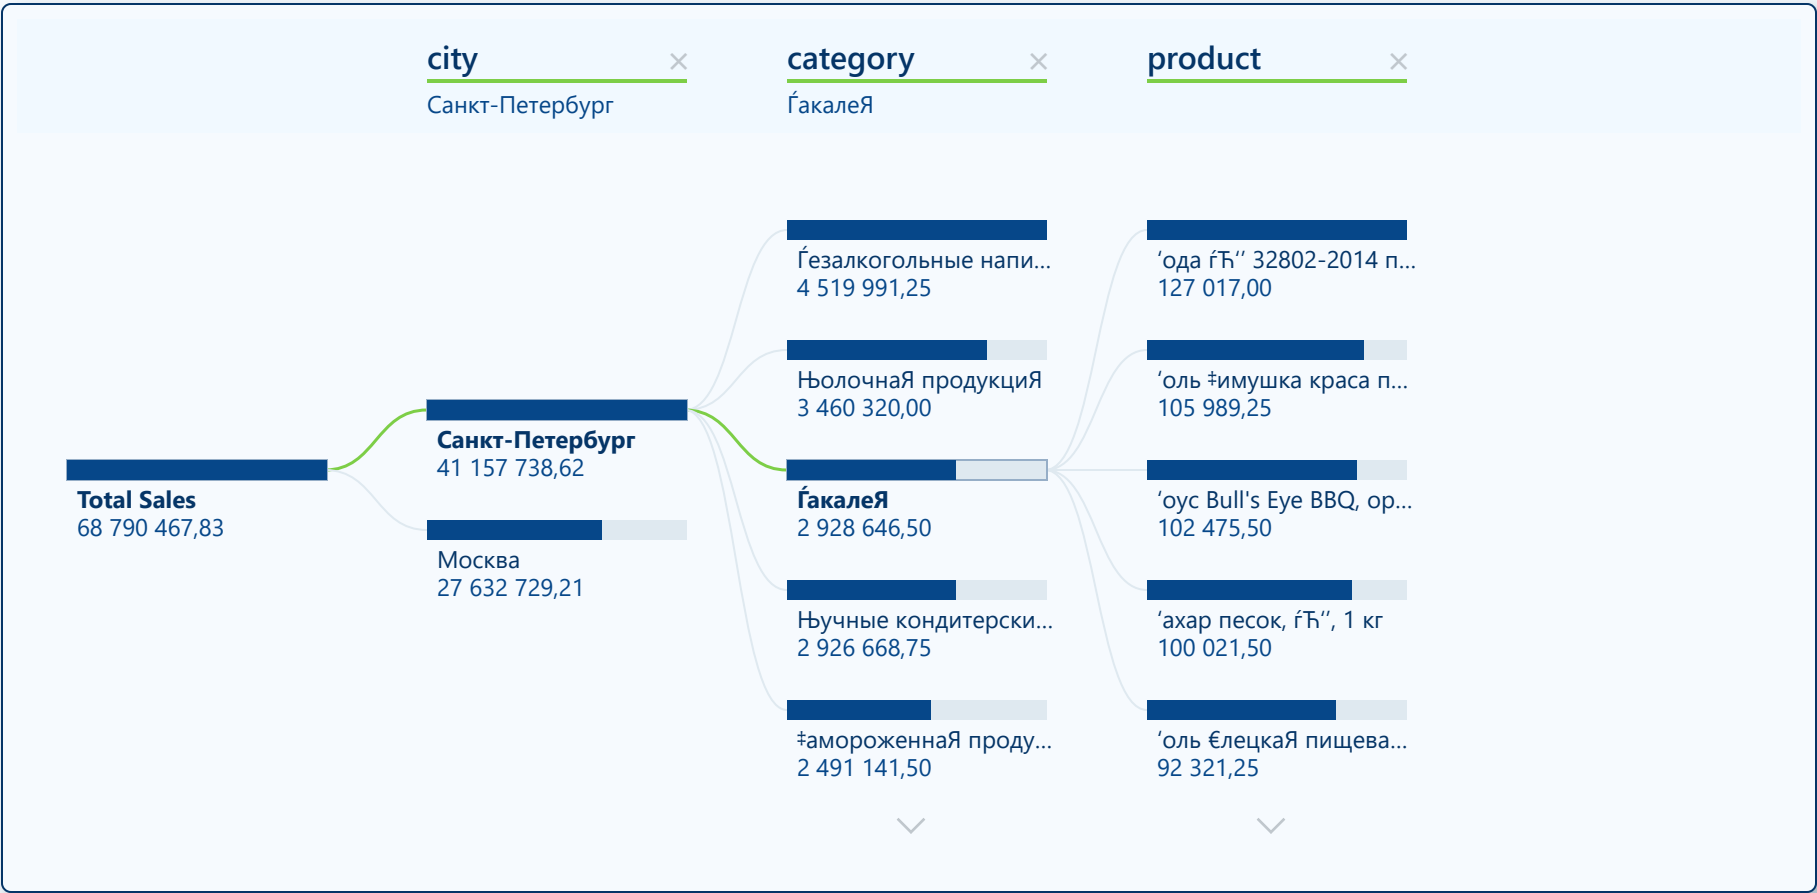 city
category
product
Санкт-Петербург
ЃакалеЯ
Total Sales
68 790 467,83
Санкт-Петербург
41 157 738,62
Москва
27 632 729,21
Ѓезалкогольные напи...
4 519 991,25
ЊолочнаЯ продукциЯ
3 460 320,00
ЃакалеЯ
2 928 646,50
Њучные кондитерски...
2 926 668,75
‡амороженнаЯ проду...
2 491 141,50
‘ода ѓЋ‘’ 32802-2014 п...
127 017,00
‘оль ‡имушка краса п...
105 989,25
‘оус Bull's Eye BBQ, ор...
102 475,50
‘ахар песок, ѓЋ‘’, 1 кг
100 021,50
‘оль €лецкаЯ пищева...
92 321,25